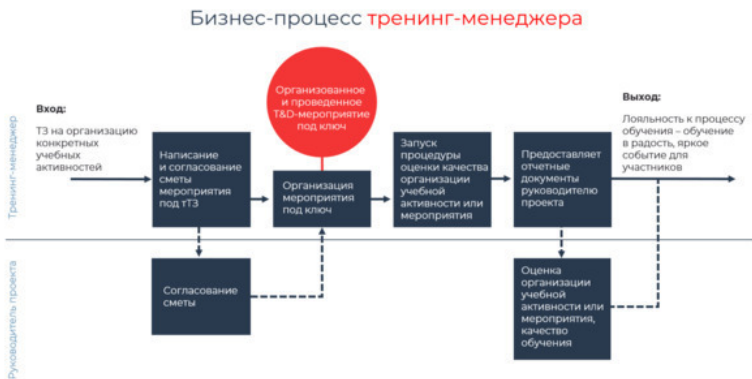 Бизнес-процесс тренинг-менеджера
Тренинг-менеджер
Вход:
ТЗ на организацию
конкретных
учебных
активностей
Написание
и согласование
сметы
мероприятия
под тТЗ
Организованное
и проведенное
T&D-мероприятие
под ключ
Организация
мероприятия
под ключ
Запуск
процедуры
оценки качества
организации
учебной
активности или
мероприятия
Предоставляет
отчетные
документы
руководителю
проекта
Выход:
Лояльность к процессу
обучения – обучение
в радость, яркое
событие для
участников
Руководитель проекта
Согласование
сметы
Оценка
организации
учебной
активности или
мероприятия,
качество
обучения